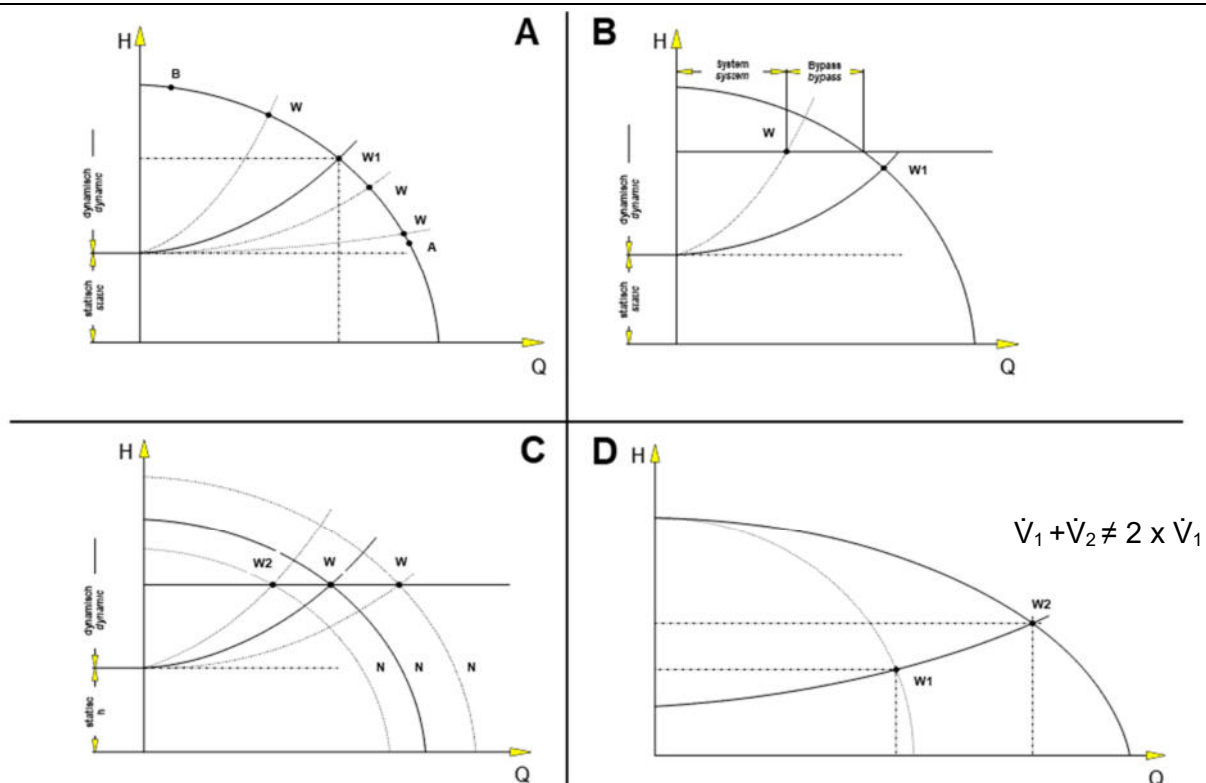 H
A
B
W
W1
W
W
A
dynamisch
dynamic
statisch
static
Q
B
H
System
system
Bypass
bypass
W
W1
dynamisch
dynamic
statisch
static
Q
C
H
W2
W
W
N
N
N
dynamisch
dynamic
statisc
h
Q
D
H
V̇₁ +V̇₂ ≠ 2 x V̇₁
W2
W1
Q